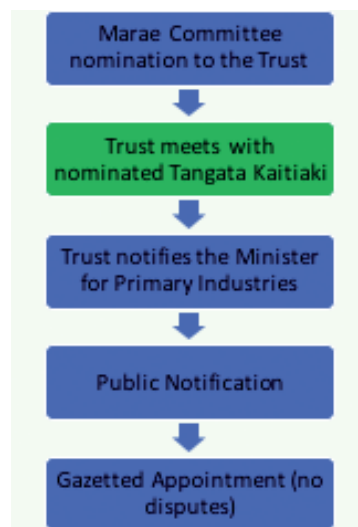 Marae Committee
nomination to the Trust
Trust meets with
nominated Tangata Kaitiaki
Trust notifies the Minister
for Primary Industries
Public Notification
Gazetted Appointment (no
disputes)